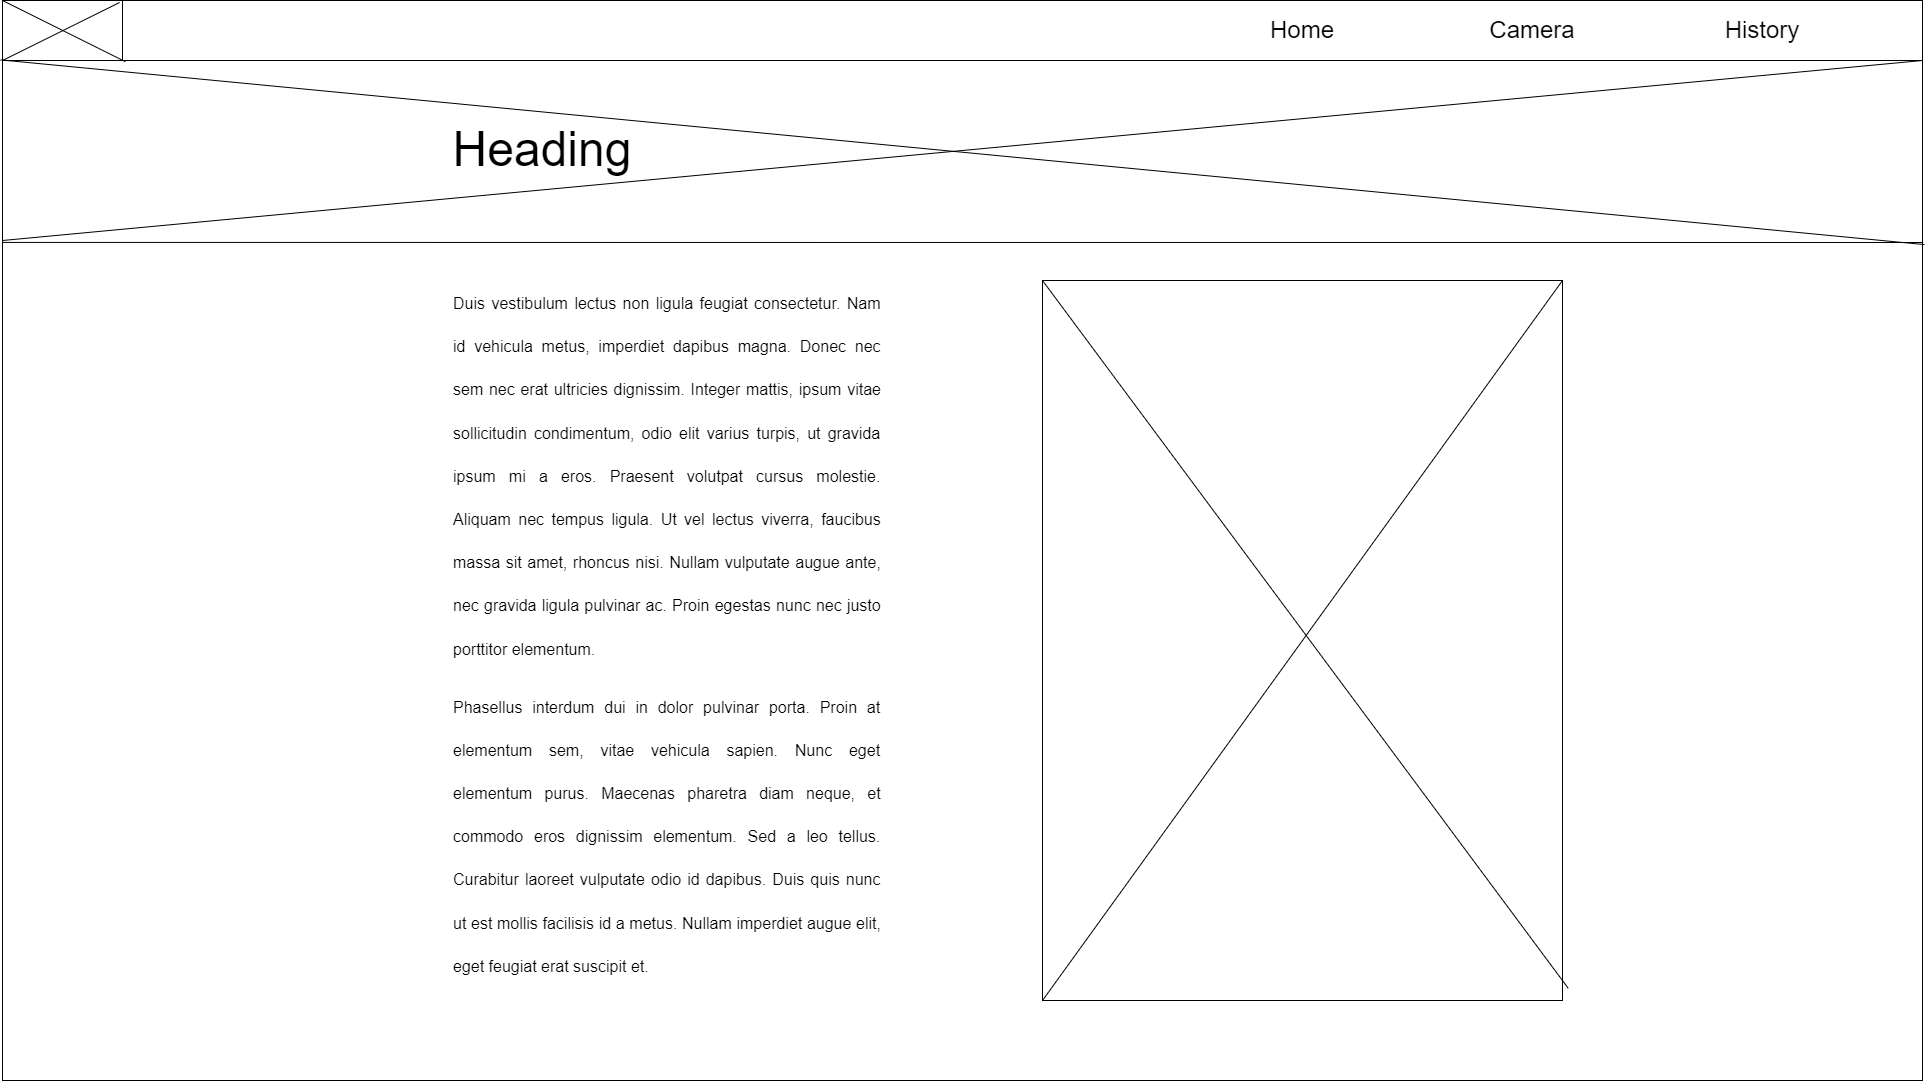 Home Camera History
Heading
Duis vestibulum lectus non ligula feugiat consectetur. Nam
id vehicula metus, imperdiet dapibus magna. Donec nec
sem nec erat ultricies dignissim. Integer mattis, ipsum vitae
sollicitudin condimentum, odio elit varius turpis, ut gravida
ipsum mi a eros. Praesent volutpat cursus molestie.
Aliquam nec tempus ligula. Ut vel lectus viverra, faucibus
massa sit amet, rhoncus nisi. Nullam vulputate augue ante,
nec gravida ligula pulvinar ac. Proin egestas nunc nec justo
porttitor elementum.
Phasellus interdum dui in dolor pulvinar porta. Proin at
elementum sem, vitae vehicula sapien. Nunc eget
elementum purus. Maecenas pharetra diam neque, et
commodo eros dignissim elementum. Sed a leo tellus.
Curabitur laoreet vulputate odio id dapibus. Duis quis nunc
ut est mollis facilisis id a metus. Nullam imperdiet augue elit,
eget feugiat erat suscipit et.